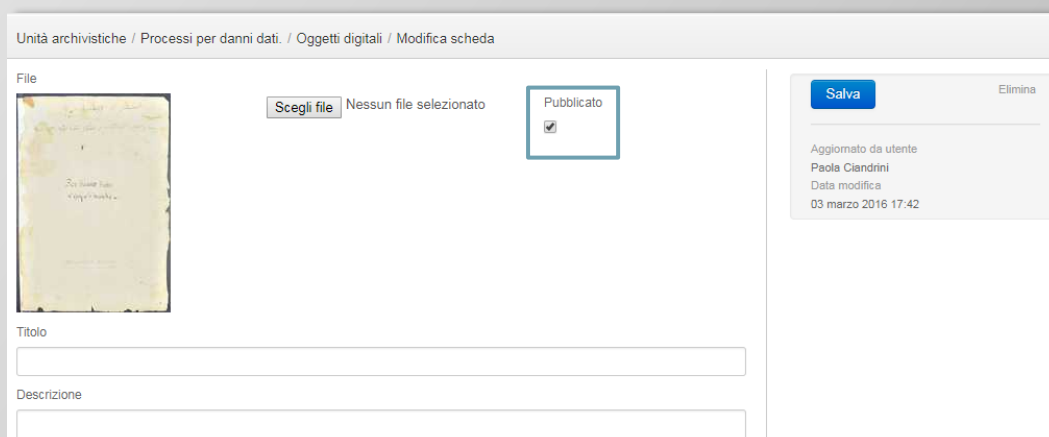 Unità archivistiche / Processi per danni dati. / Oggetti digitali / Modifica scheda
File
Scegli file Nessun file selezionato
Pubblicato
Titolo
Descrizione
Salva
Elimina
Aggiornato da utente
Paola Ciandrini
Data modifica
03 marzo 2016 17:42